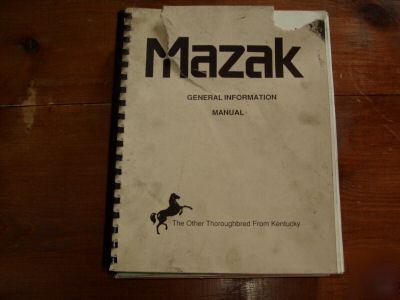 Mazak
GENERAL INFORMATION
MANUAL
The Other Thoroughbred From Kentucky